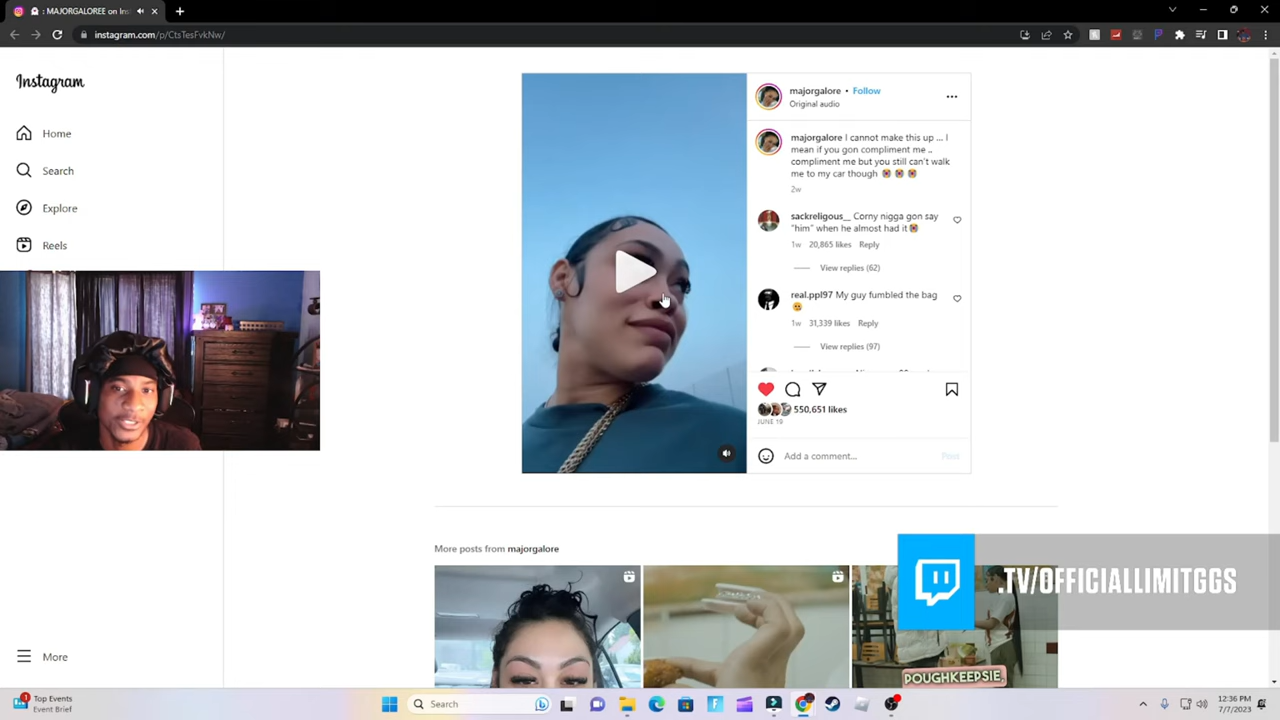 : MAJORGALOREE on Ins
instagram.com/p/CtsTesFvkNw/
Instagram
Home
Search
Explore
Reels
More
majorgalore • Follow
Original audio
majorgalore I cannot make this up ... I
mean if you gon compliment me ..
compliment me but you still can't walk
me to my car though
2w
sackreligous__ Corny nigga gon say
"him" when he almost had it
1w 20,865 likes Reply
View replies (62)
real.ppl97 My guy fumbled the bag
1w 31,339 likes Reply
View replies (97)
550,651 likes
JUNE 19
Add a comment...
Post
More posts from majorgalore
POUGHKEEPSIE
.TV/OFFICIALLIMITGGS
1
Top Events
Event Brief
Search
12:36 PM
7/7/2023